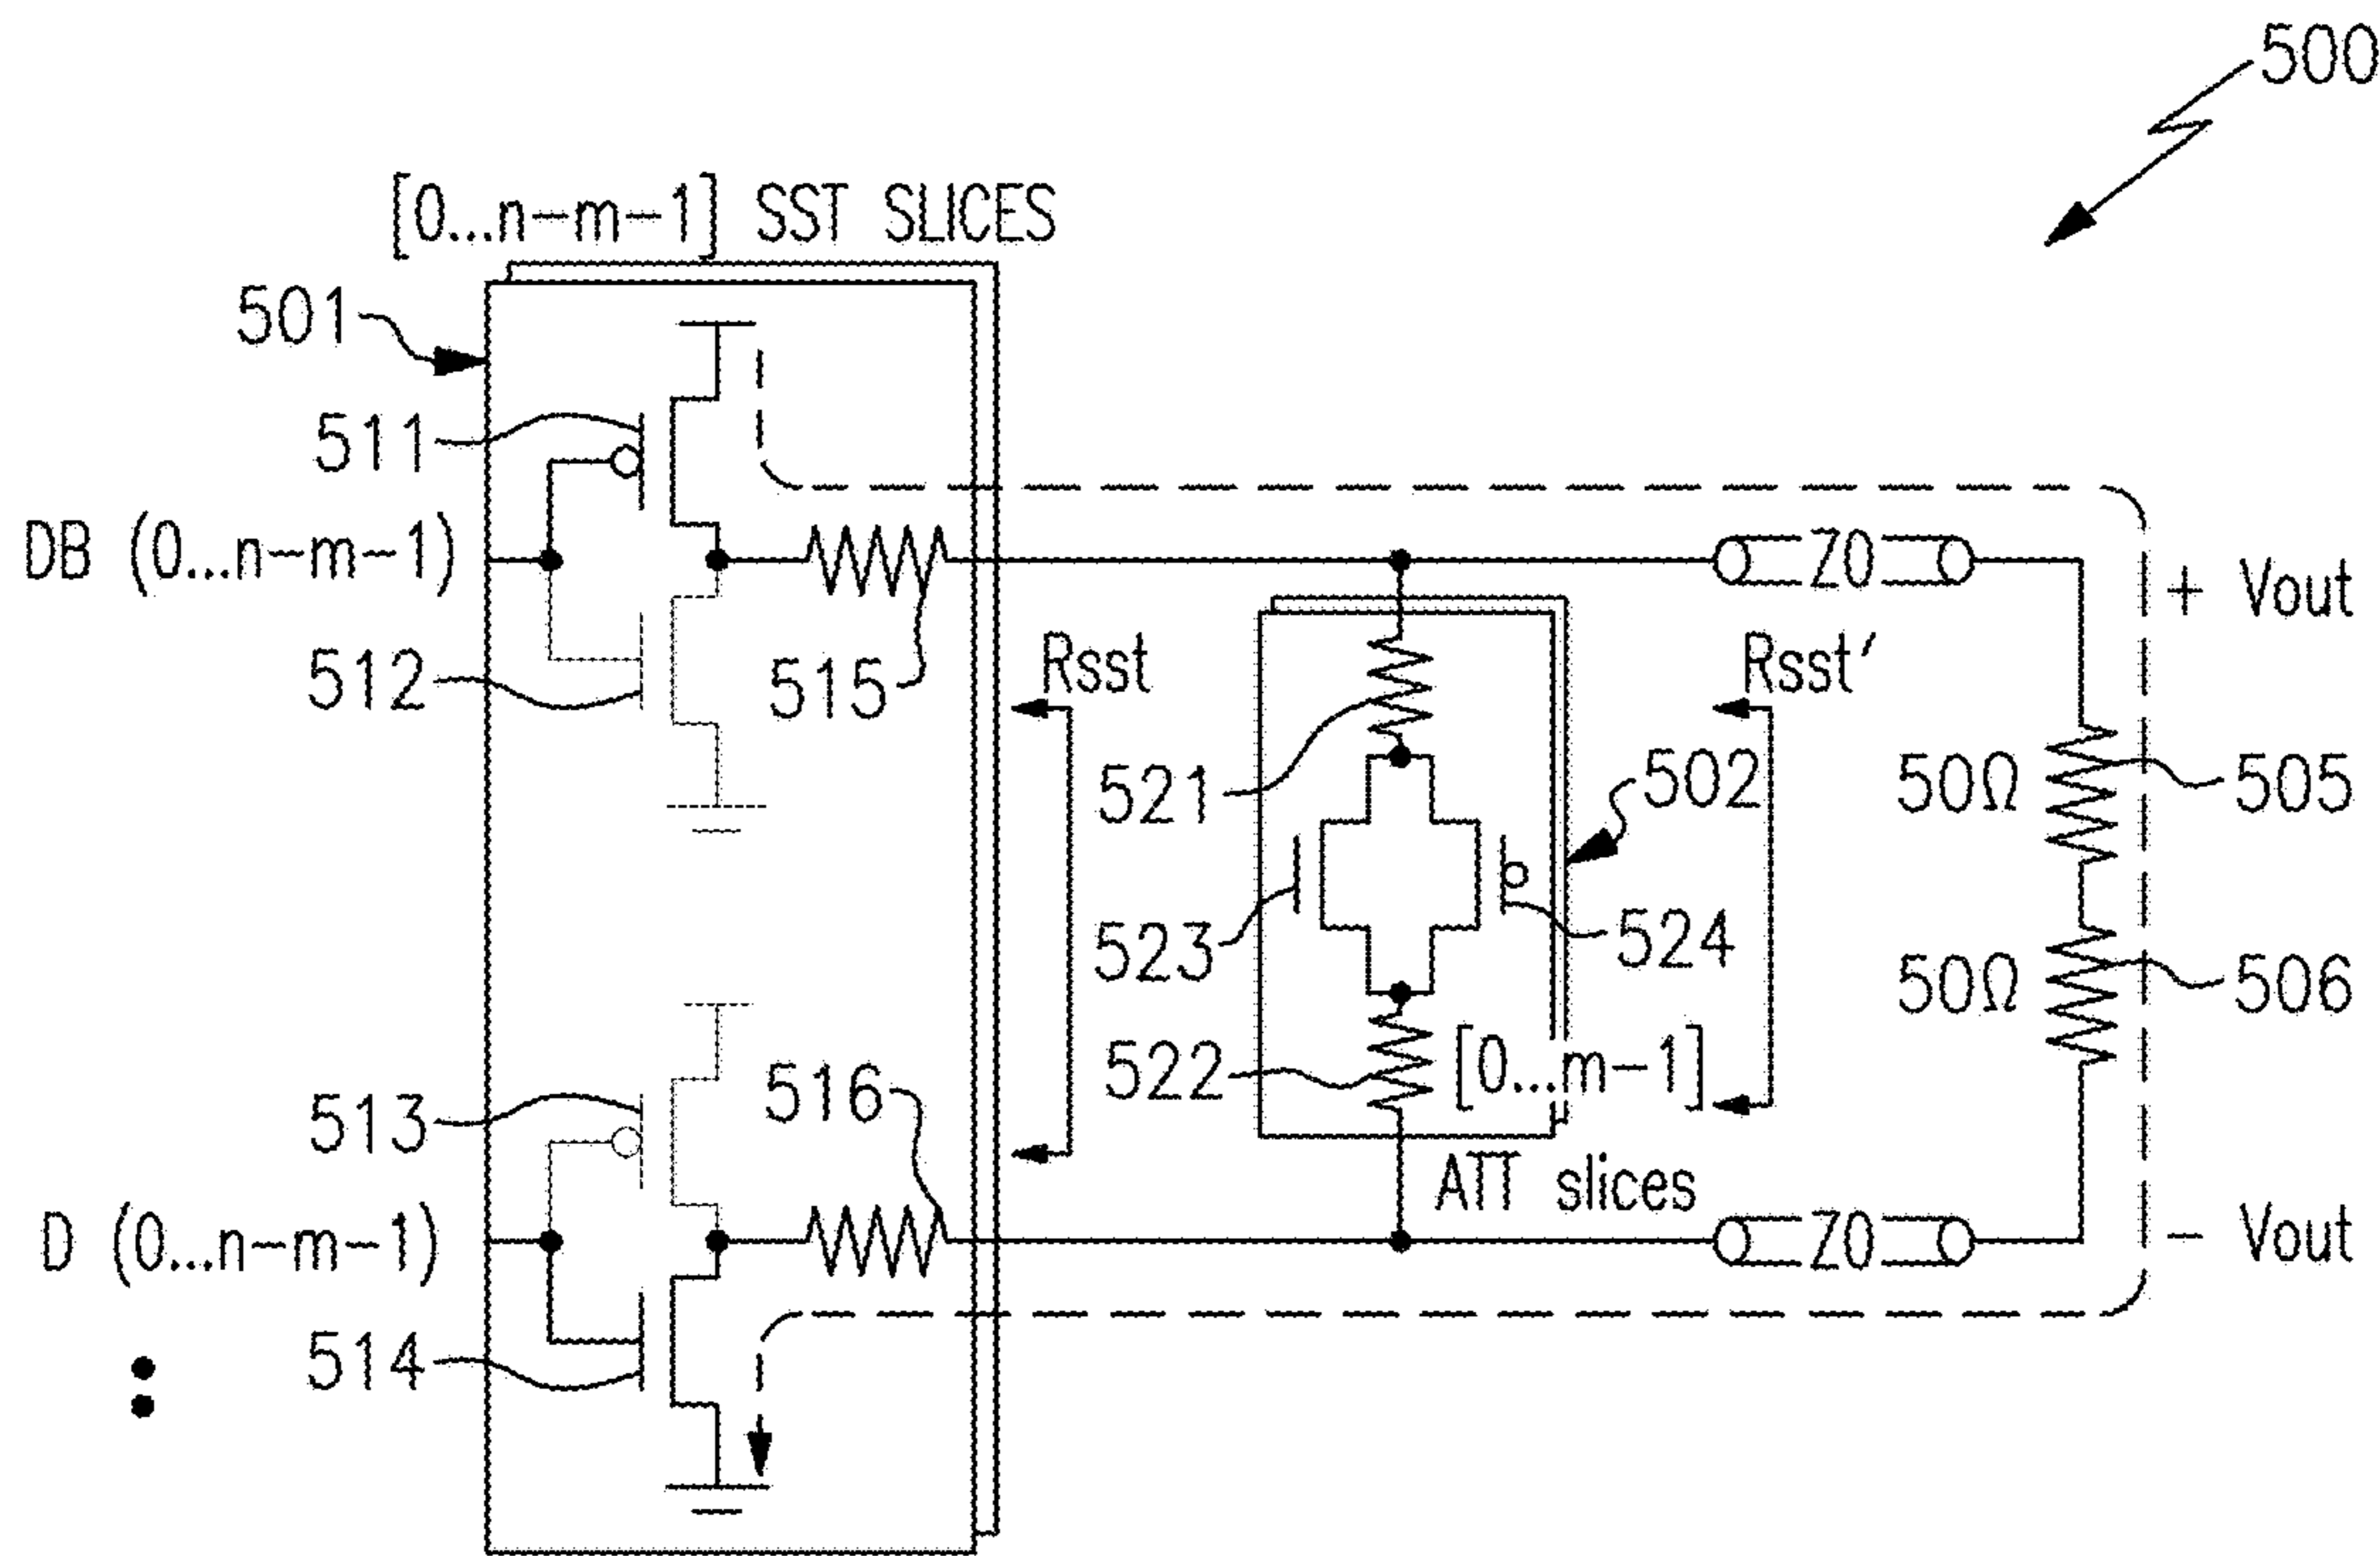 500
[0...n-m-1] SST SLICES
501
511
DB (0...n-m-1)
Z0
+ Vout
512
515
Rsst
Rsst'
521
502
50Ω
505
523
524
50Ω
506
513
516
522
[0...m-1]
ATT slices
D (0...n-m-1)
Z0
- Vout
514